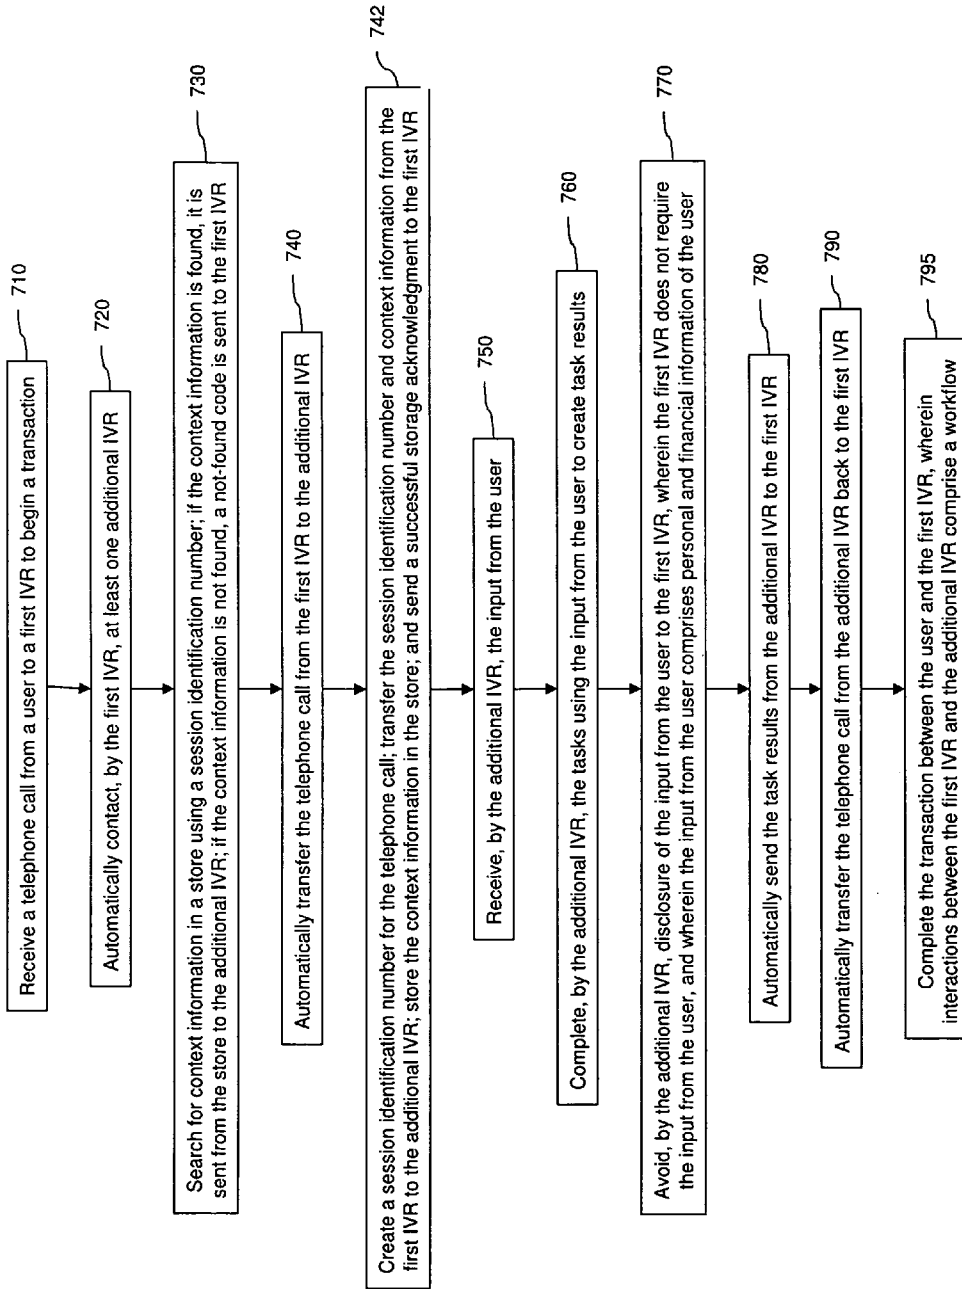 Receive a telephone call from a user to a first IVR to begin a transaction
710
Automatically contact, by the first IVR, at least one additional IVR
720
Search for context information in a store using a session identification number; if the context information is found, it is
sent from the store to the additional IVR; if the context information is not found, a not-found code is sent to the first IVR
730
Automatically transfer the telephone call from the first IVR to the additional IVR
740
Create a session identification number for the telephone call; transfer the session identification number and context information from the
first IVR to the additional IVR; store the context information in the store; and send a successful storage acknowledgment to the first IVR
742
Receive, by the additional IVR, the input from the user
750
Complete, by the additional IVR, the tasks using the input from the user to create task results
760
Avoid, by the additional IVR, disclosure of the input from the user to the first IVR, wherein the first IVR does not require
the input from the user, and wherein the input from the user comprises personal and financial information of the user
770
Automatically send the task results from the additional IVR to the first IVR
780
Automatically transfer the telephone call from the additional IVR back to the first IVR
790
Complete the transaction between the user and the first IVR, wherein
interactions between the first IVR and the additional IVR comprise a workflow
795